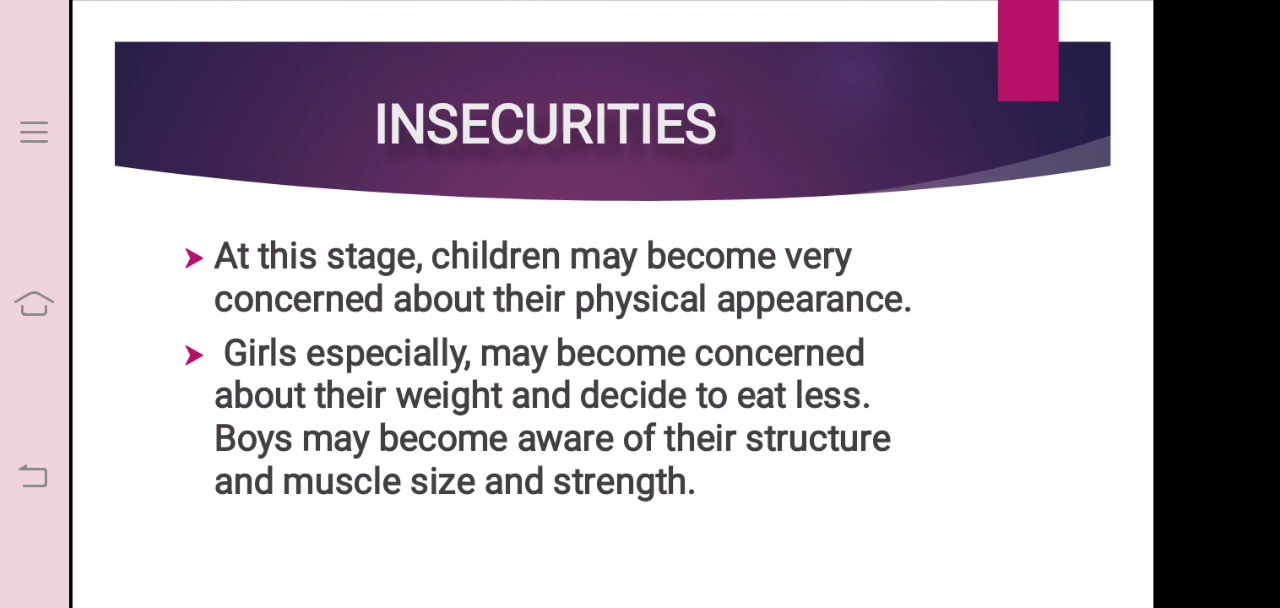 INSECURITIES
At this stage, children may become very
concerned about their physical appearance.
Girls especially, may become concerned
about their weight and decide to eat less.
Boys may become aware of their structure
and muscle size and strength.